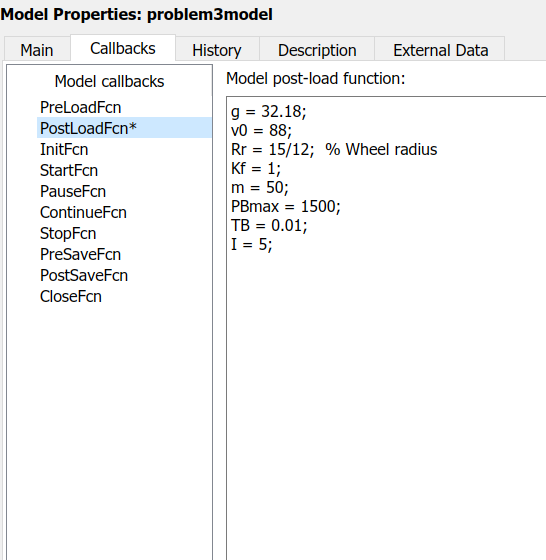 Model Properties: problem3model
Main
Callbacks
History
Description
External Data
Model callbacks
PreLoadFcn
PostLoadFcn*
InitFcn
StartFcn
PauseFcn
ContinueFcn
StopFcn
PreSaveFcn
PostSaveFcn
CloseFcn
Model post-load function:
g = 32.18;
v0 = 88;
Rr = 15/12;  % Wheel radius
Kf = 1;
m = 50;
PBmax = 1500;
TB = 0.01;
I = 5;